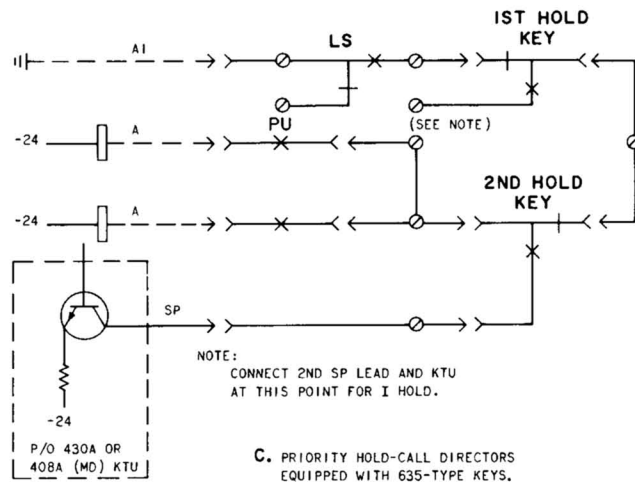 1ST HOLD
KEY
LS
A1
PU
(SEE NOTE)
-24
A
2ND HOLD
KEY
-24
A
SP
NOTE:
CONNECT 2ND SP LEAD AND KTU
AT THIS POINT FOR I HOLD.
-24
P/O 430A OR
408A (MD) KTU
C. PRIORITY HOLD-CALL DIRECTORS
EQUIPPED WITH 635-TYPE KEYS.